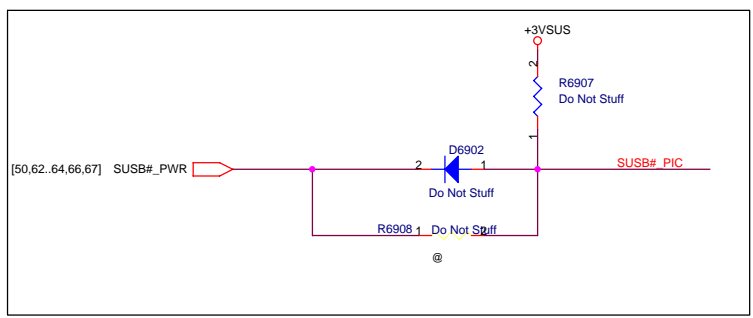 +3VSUS
2
R6907
Do Not Stuff
1
D6902
[50,62..64,66,67] SUSB#_PWR 2 1 SUSB#_PIC
Do Not Stuff
R6908 1 Do Not Stuff 2
@